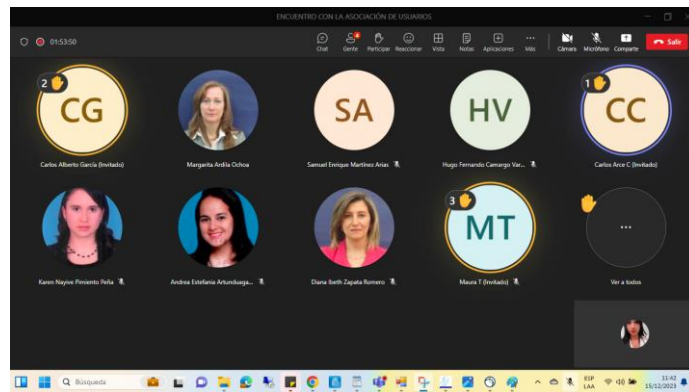 ENCUENTRO CON LA ASOCIACIÓN DE USUARIOS
01:53:50
Chat
4
Gente
Participar
Reaccionar
Vista
Notas
Aplicaciones
Más
Cámara
Micrófono
Comparte
Salir
2
CG
SA
HV
1
CC
Carlos Alberto García (Invitado)
Margarita Ardila Ochoa
Samuel Enrique Martínez Arias
Hugo Fernando Camargo Var...
Carlos Arce C (Invitado)
3
MT
...
Karen Nayive Pimiento Peña
Andrea Estefania Artunduaga...
Diana Ibeth Zapata Romero
Maura T (Invitado)
Ver a todos
Búsqueda
ESP
LAA
11:42
15/12/2023